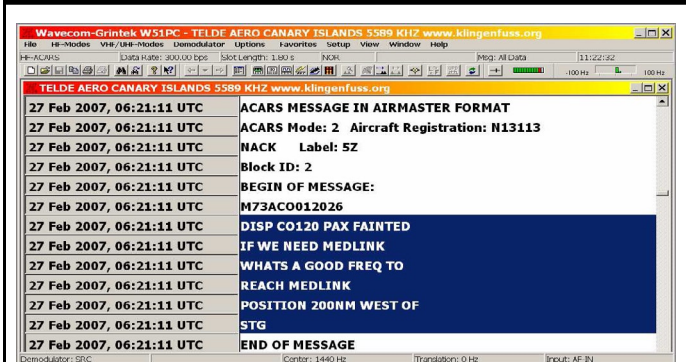 Wavecom-Grintek W51PC - TELDE AERO CANARY ISLANDS 5589 KHZ www.klingenfuss.org
File HF-Modes VHF/UHF-Modes Demodulator Options Favorites Setup View Window Help
HF-ACARS Data Rate: 300.00 bps Slot Length: 1.80 s NOR Msg: All Data 11:22:32
-100 Hz 100 Hz
TELDE AERO CANARY ISLANDS 5589 KHZ www.klingenfuss.org
27 Feb 2007, 06:21:11 UTC ACARS MESSAGE IN AIRMASTER FORMAT
27 Feb 2007, 06:21:11 UTC ACARS Mode: 2 Aircraft Registration: N13113
27 Feb 2007, 06:21:11 UTC NACK Label: 5Z
27 Feb 2007, 06:21:11 UTC Block ID: 2
27 Feb 2007, 06:21:11 UTC BEGIN OF MESSAGE:
27 Feb 2007, 06:21:11 UTC M73ACO012026
27 Feb 2007, 06:21:11 UTC DISP CO120 PAX FAINTED
27 Feb 2007, 06:21:11 UTC IF WE NEED MEDLINK
27 Feb 2007, 06:21:11 UTC WHATS A GOOD FREQ TO
27 Feb 2007, 06:21:11 UTC REACH MEDLINK
27 Feb 2007, 06:21:11 UTC POSITION 200NM WEST OF
27 Feb 2007, 06:21:11 UTC STG
27 Feb 2007, 06:21:11 UTC END OF MESSAGE
Demodulator: SRC Center: 1440 Hz Translation: 0 Hz Input: AF-IN